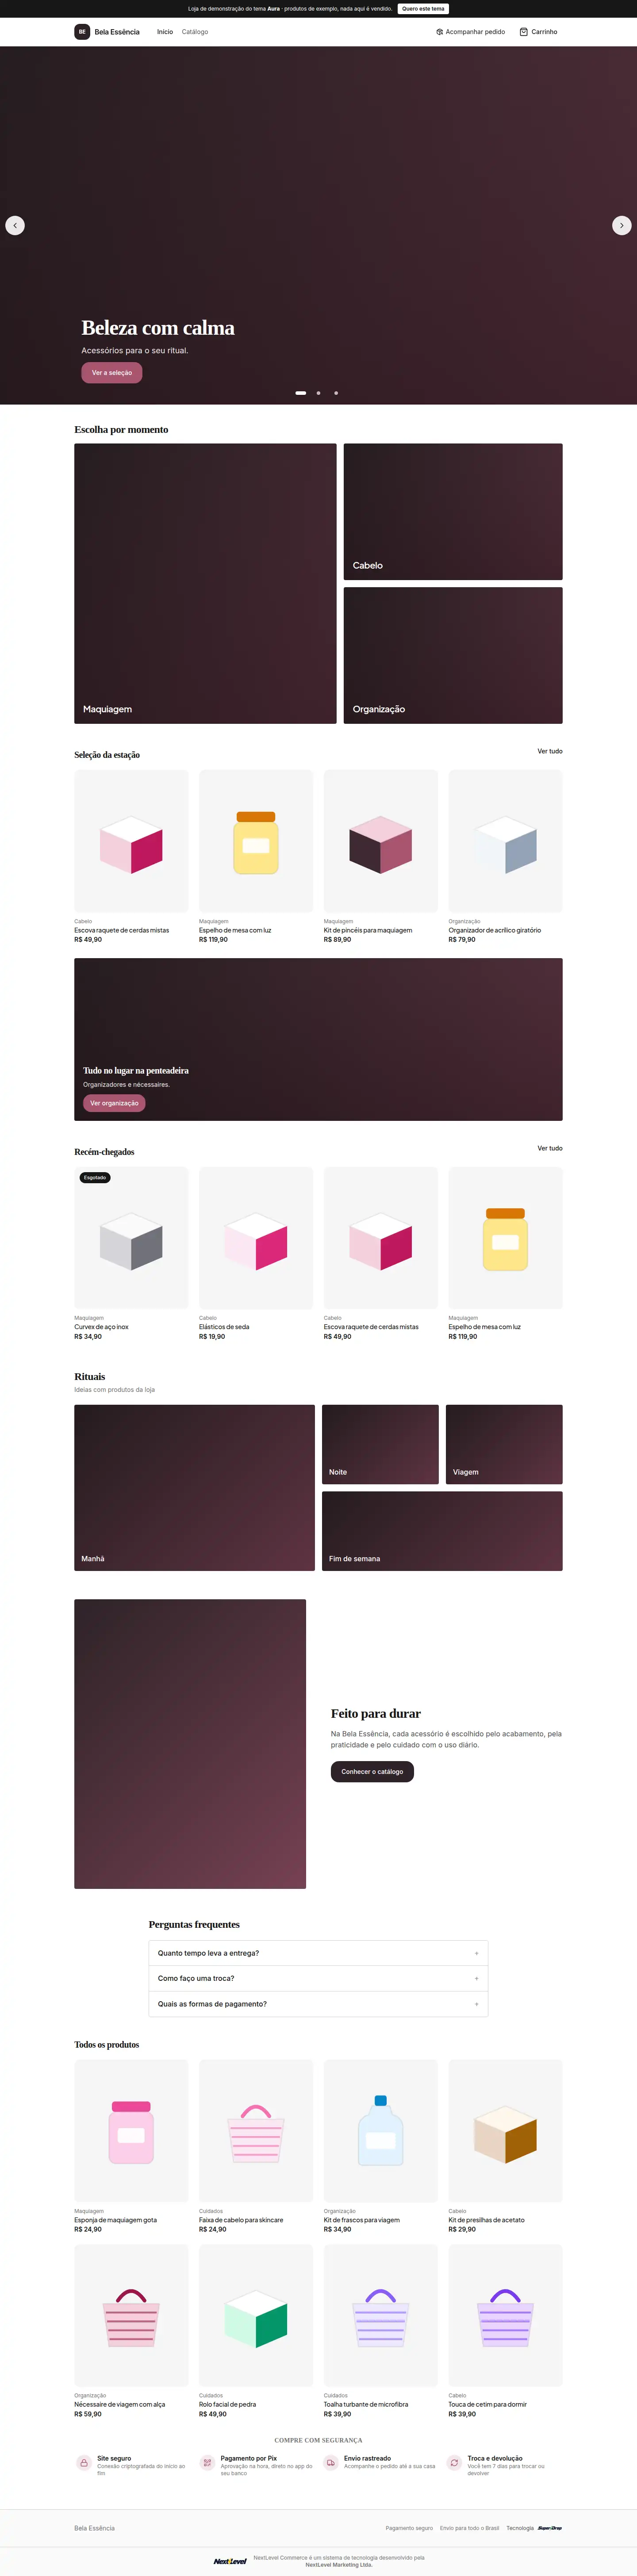 Loja de demonstração do tema Aura · produtos de exemplo, nada aqui é vendido. Quero este tema
BE Bela Essência Início Catálogo Acompanhar pedido Carrinho
Beleza com calma
Acessórios para o seu ritual.
Ver a seleção
Escolha por momento
Cabelo
Maquiagem
Organização
Seleção da estação
Ver tudo
Cabelo
Escova raquete de cerdas mistas
R$ 49,90
Maquiagem
Espelho de mesa com luz
R$ 119,90
Maquiagem
Kit de pincéis para maquiagem
R$ 89,90
Organização
Organizador de acrílico giratório
R$ 79,90
Tudo no lugar na penteadeira
Organizadores e nécessaires.
Ver organização
Recém-chegados
Ver tudo
Esgotado
Maquiagem
Curvex de aço inox
R$ 34,90
Cabelo
Elásticos de seda
R$ 19,90
Cabelo
Escova raquete de cerdas mistas
R$ 49,90
Maquiagem
Espelho de mesa com luz
R$ 119,90
Rituais
Ideias com produtos da loja
Manhã
Noite
Viagem
Fim de semana
Feito para durar
Na Bela Essência, cada acessório é escolhido pelo acabamento, pela
praticidade e pelo cuidado com o uso diário.
Conhecer o catálogo
Perguntas frequentes
Quanto tempo leva a entrega? +
Como faço uma troca? +
Quais as formas de pagamento? +
Todos os produtos
Maquiagem
Esponja de maquiagem gota
R$ 24,90
Cuidados
Faixa de cabelo para skincare
R$ 24,90
Organização
Kit de frascos para viagem
R$ 34,90
Cabelo
Kit de presilhas de acetato
R$ 29,90
Organização
Nécessaire de viagem com alça
R$ 59,90
Cuidados
Rolo facial de pedra
R$ 49,90
Cuidados
Toalha turbante de microfibra
R$ 39,90
Cabelo
Touca de cetim para dormir
R$ 39,90
COMPRE COM SEGURANÇA
Site seguro
Conexão criptografada do início ao
fim
Pagamento por Pix
Aprovação na hora, direto no app do
seu banco
Envio rastreado
Acompanhe o pedido até a sua casa
Troca e devolução
Você tem 7 dias para trocar ou
devolver
Bela Essência
Pagamento seguro Envio para todo o Brasil Tecnologia SuperDrop
NextLevel
NextLevel Commerce é um sistema de tecnologia desenvolvido pela
NextLevel Marketing Ltda.